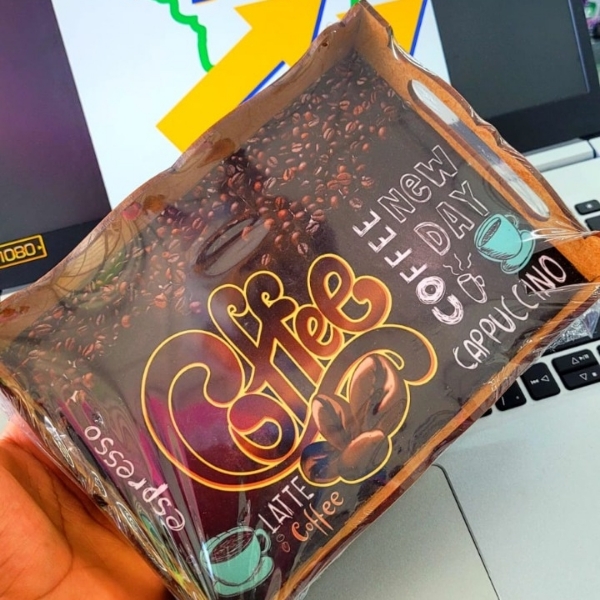 1080
NEW
DAY
COFFEE
CAPPUCCINO
Coffee
espresso
LATTE
Coffee